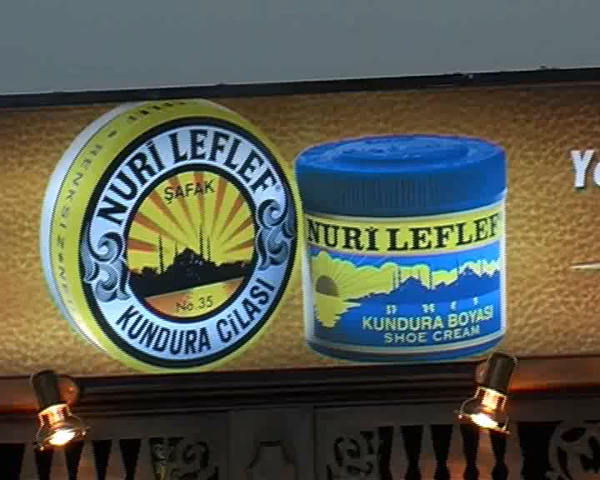 NURİ LEFLEF®
ŞAFAK
No.35
KUNDURA CİLASI
NURİ LEFLEF
KUNDURA BOYASI
SHOE CREAM